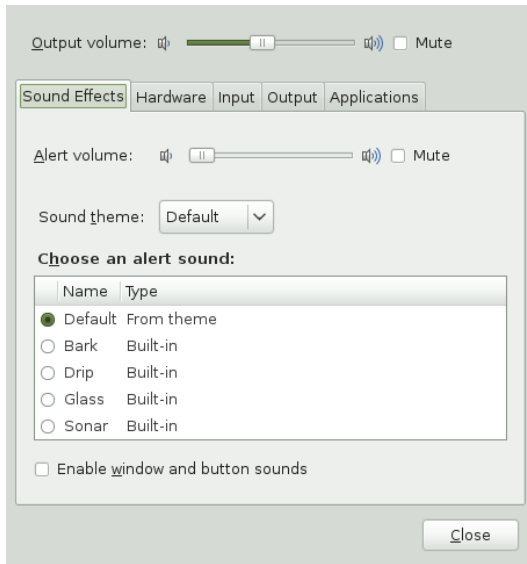 Output volume: Mute
Sound Effects Hardware Input Output Applications
Alert volume: Mute
Sound theme: Default
Choose an alert sound:
Name Type
Default From theme
Bark Built-in
Drip Built-in
Glass Built-in
Sonar Built-in
Enable window and button sounds
Close